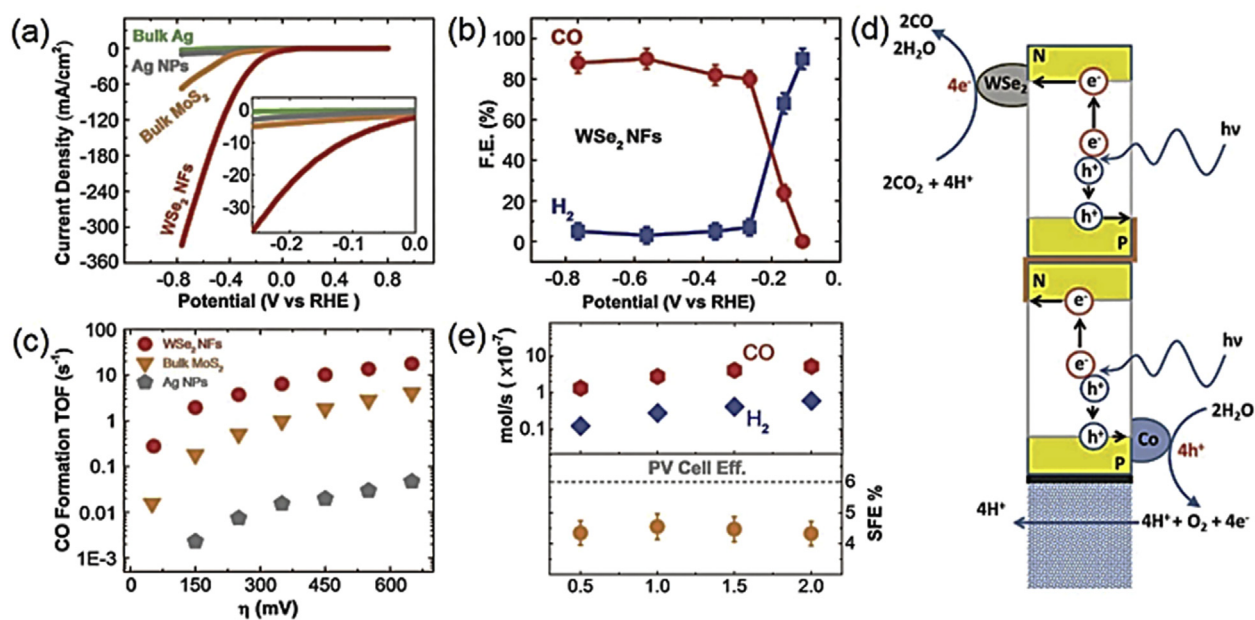 (a)
Bulk Ag
Ag NPs
Bulk MoS₂
WSe₂ NFs
Current Density (mA/cm²)
0
-60
-120
-180
-240
-300
-360
-0.8 -0.4 0.0 0.4 0.8
Potential (V vs RHE )
0
-10
-20
-30
-0.2 -0.1 0.0
(b)
CO
H₂
WSe₂ NFs
F.E. (%)
100
80
60
40
20
0
-0.8 -0.6 -0.4 -0.2 0.
Potential (V vs RHE)
(c)
WSe₂ NFs
Bulk MoS₂
Ag NPs
CO Formation TOF (s⁻¹)
100
10
1
0.1
0.01
1E-3
0 150 300 450 600
η (mV)
(e)
CO
H₂
mol/s ( x10⁻⁷)
10
1
0.1
PV Cell Eff.
SFE %
6
5
4
0.5 1.0 1.5 2.0
(d)
2CO
2H₂O
4e⁻
WSe₂
2CO₂ + 4H⁺
N
e⁻
e⁻
h⁺
h⁺
hν
P
N
e⁻
e⁻
h⁺
h⁺
hν
P
Co
2H₂O
4h⁺
4H⁺
4H⁺ + O₂ + 4e⁻